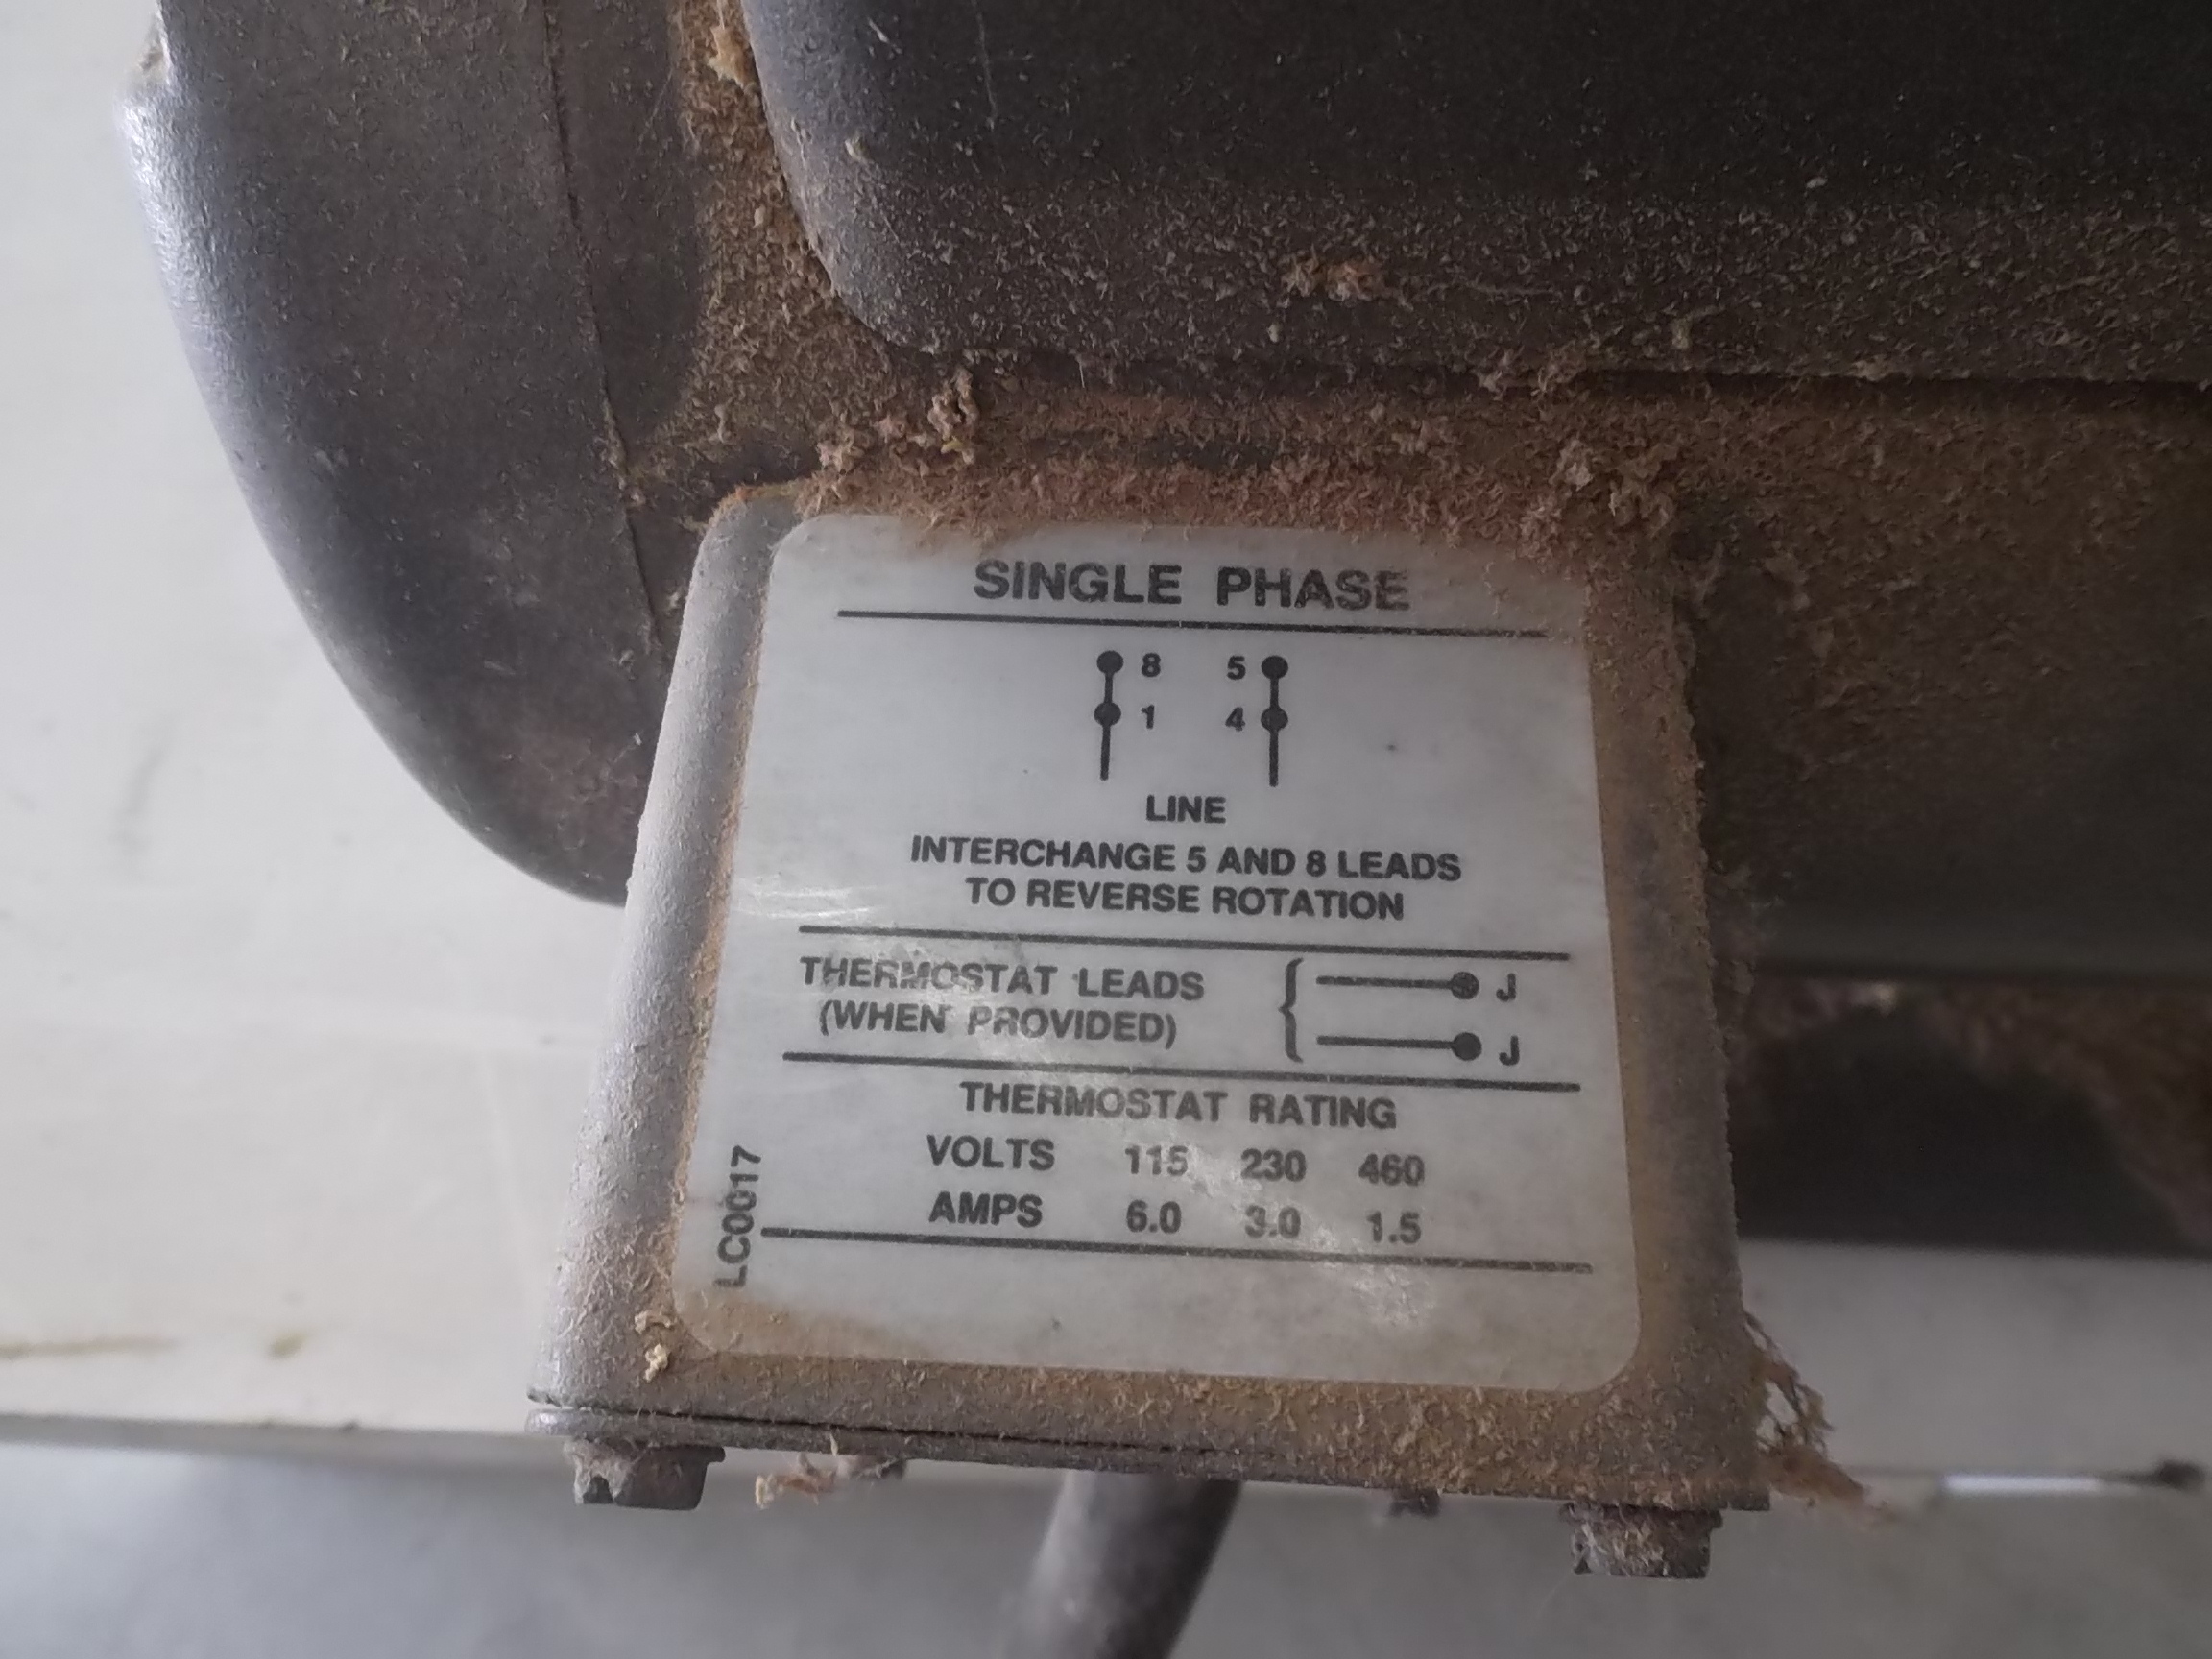 SINGLE PHASE
8 5
1 4
LINE
INTERCHANGE 5 AND 8 LEADS
TO REVERSE ROTATION
THERMOSTAT LEADS
(WHEN PROVIDED)
J
J
THERMOSTAT RATING
VOLTS 115 230 460
AMPS 6.0 3.0 1.5
LC0017